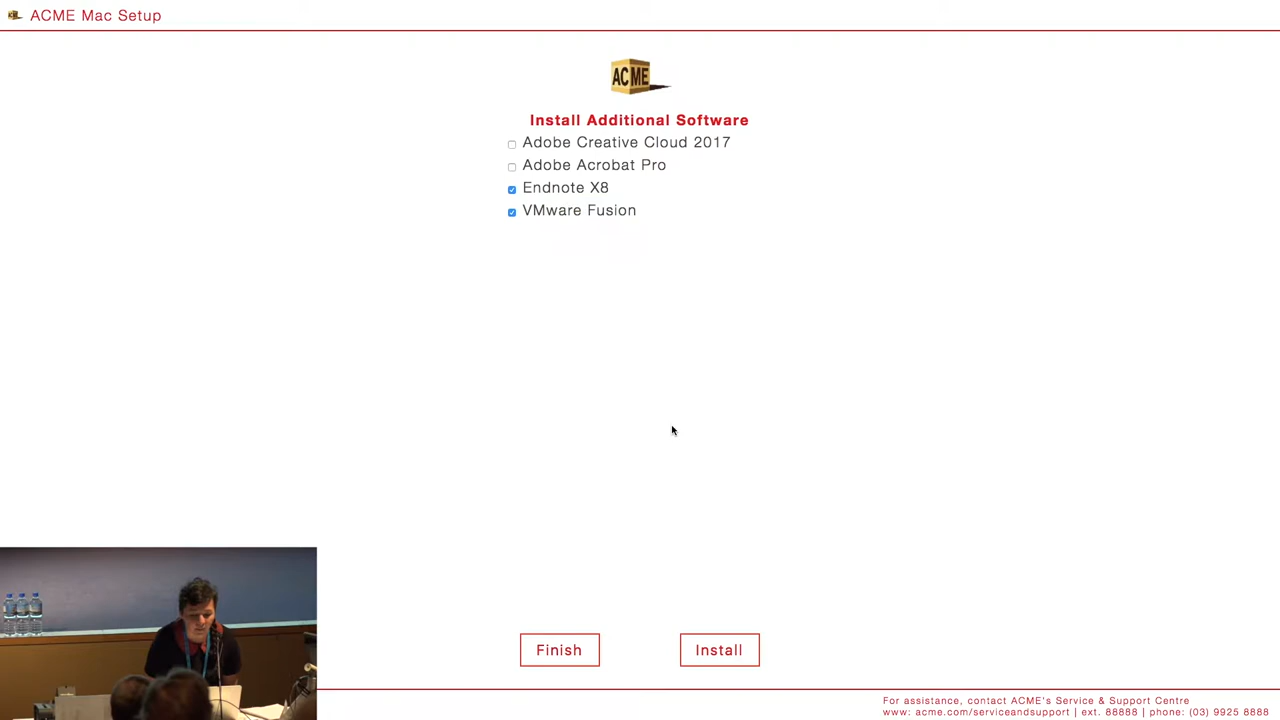 ACME Mac Setup
ACME
Install Additional Software
Adobe Creative Cloud 2017
Adobe Acrobat Pro
Endnote X8
VMware Fusion
Finish
Install
For assistance, contact ACME's Service & Support Centre
www: acme.com/serviceandsupport | ext. 88888 | phone: (03) 9925 8888